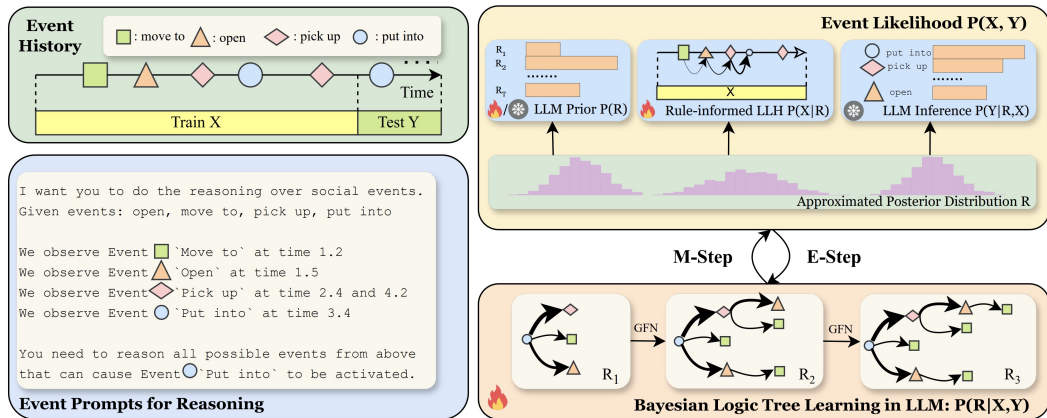 Event
History
: move to
: open
: pick up
: put into
Time
Train X
Test Y
I want you to do the reasoning over social events.
Given events: open, move to, pick up, put into
We observe Event `Move to` at time 1.2
We observe Event `Open` at time 1.5
We observe Event `Pick up` at time 2.4 and 4.2
We observe Event `Put into` at time 3.4
You need to reason all possible events from above
that can cause Event `Put into` to be activated.
Event Prompts for Reasoning
Event Likelihood P(X, Y)
R1
R2
.......
RT
/ LLM Prior P(R)
X
Rule-informed LLH P(X|R)
put into
pick up
.......
open
LLM Inference P(Y|R,X)
Approximated Posterior Distribution R
M-Step
E-Step
R1
GFN
R2
GFN
R3
Bayesian Logic Tree Learning in LLM: P(R|X,Y)